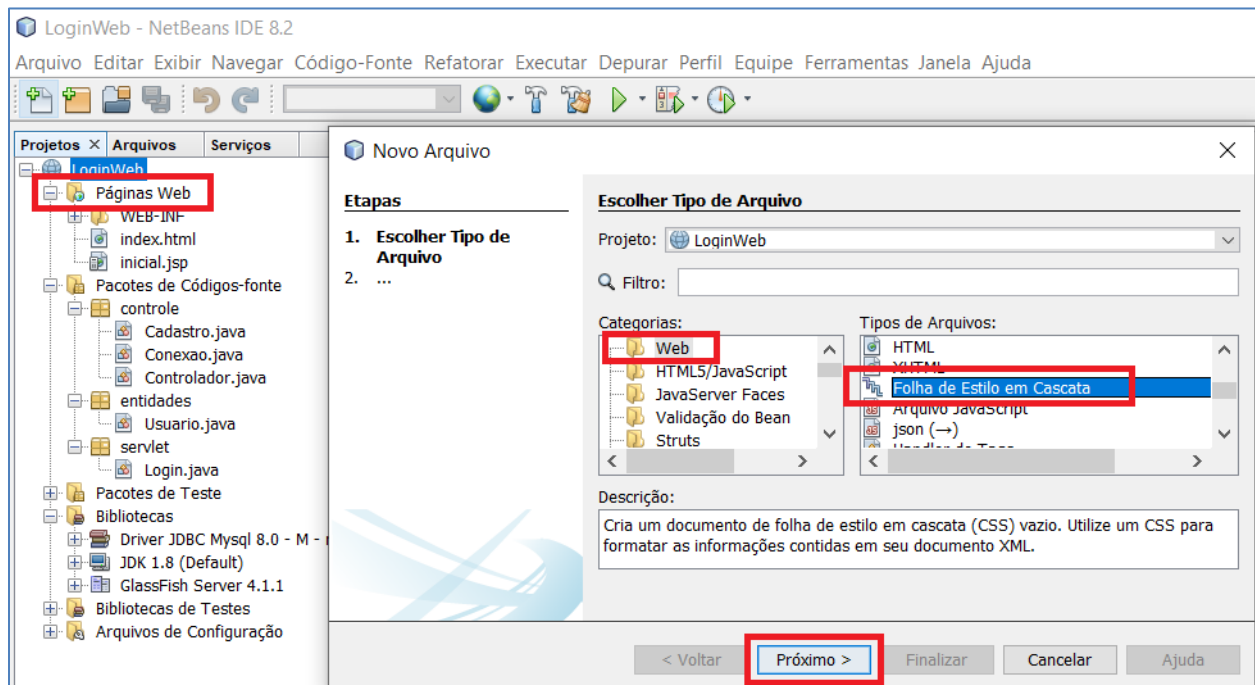 LoginWeb - NetBeans IDE 8.2
Arquivo Editar Exibir Navegar Código-Fonte Refatorar Executar Depurar Perfil Equipe Ferramentas Janela Ajuda
Projetos × Arquivos Serviços
LoginWeb
Páginas Web
WEB-INF
index.html
inicial.jsp
Pacotes de Códigos-fonte
controle
Cadastro.java
Conexao.java
Controlador.java
entidades
Usuario.java
servlet
Login.java
Pacotes de Teste
Bibliotecas
Driver JDBC Mysql 8.0 - M -
JDK 1.8 (Default)
GlassFish Server 4.1.1
Bibliotecas de Testes
Arquivos de Configuração
Novo Arquivo
Etapas
1. Escolher Tipo de
Arquivo
2. ...
Escolher Tipo de Arquivo
Projeto: LoginWeb
Filtro:
Categorias:
Web
HTML5/JavaScript
JavaServer Faces
Validação do Bean
Struts
Tipos de Arquivos:
HTML
XHTML
Folha de Estilo em Cascata
Arquivo JavaScript
json (→)
Descrição:
Cria um documento de folha de estilo em cascata (CSS) vazio. Utilize um CSS para
formatar as informações contidas em seu documento XML.
< Voltar Próximo > Finalizar Cancelar Ajuda